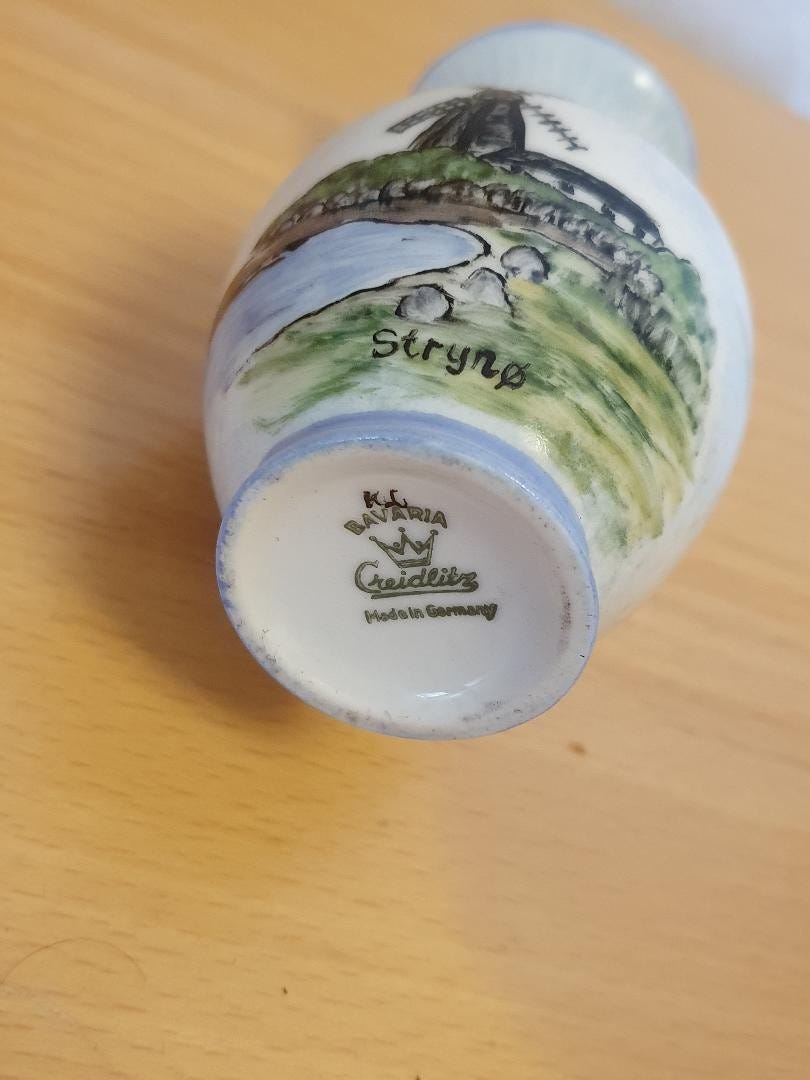 Strynø
K.L
BAVARIA
Creidlitz
Made in Germany